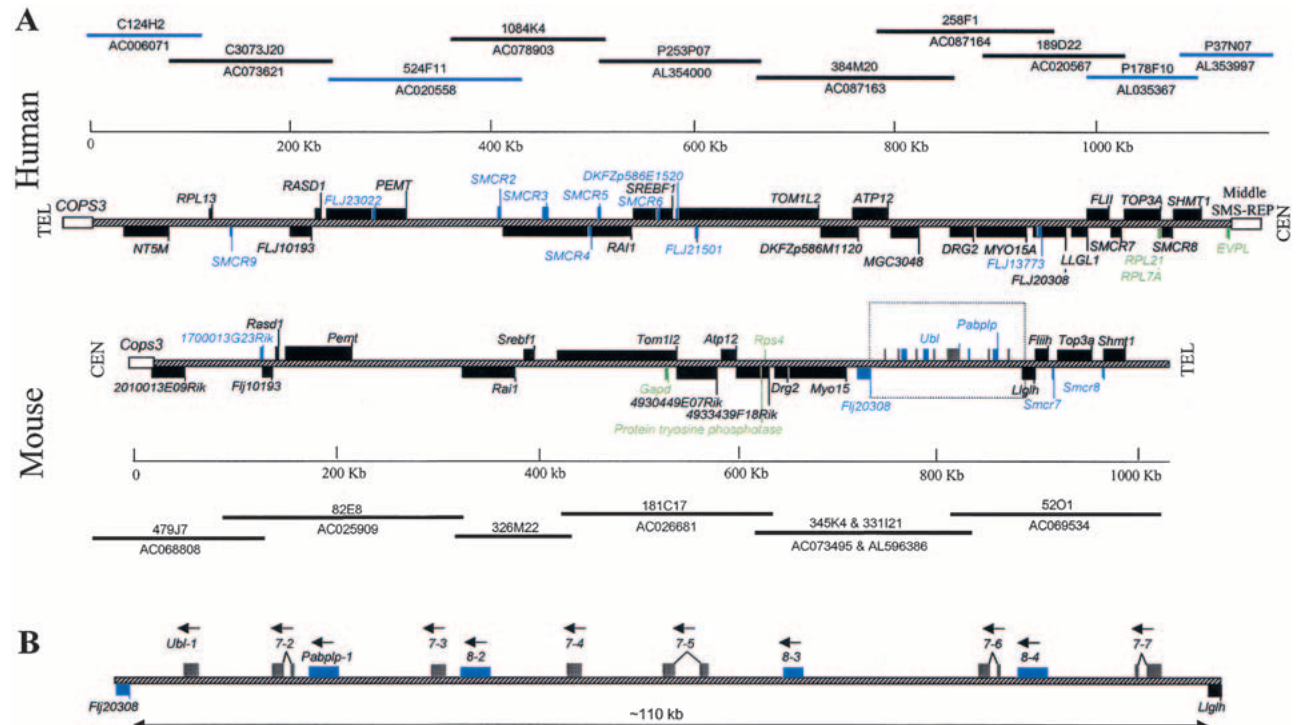 A
C124H2
AC006071
C3073J20
AC073621
524F11
AC020558
1084K4
AC078903
P253P07
AL354000
384M20
AC087163
258F1
AC087164
189D22
AC020567
P178F10
AL035367
P37N07
AL353997
Human
0 200 Kb 400 Kb 600 Kb 800 Kb 1000 Kb
TEL COPS3 RPL13 RASD1 FLJ23022 PEMT SMCR2 SMCR3 SMCR5 DKFZp586E1520 SREBF1 SMCR6 TOM1L2 ATP12 FLII TOP3A SHMT1 Middle SMS-REP CEN
NT5M SMCR9 FLJ10193 SMCR4 RAI1 FLJ21501 DKFZp586M1120 MGC3048 DRG2 MYO15A FLJ13773 FLJ20308 LLGL1 SMCR7 RPL21 RPL7A SMCR8 EVPL
Mouse
CEN Cops3 1700013G23Rik Rasd1 Pemt Srebf1 Tom1l2 Atp12 Rps4 Ubl Pabplp Fliih Top3a Shmt1 TEL
2010013E09Rik Flj10193 Rai1 Gapd 4930449E07Rik 4933439F18Rik Drg2 Myo15 Flj20308 Llglh Smcr7 Smcr8
Protein tryosine phosphatase
0 200 Kb 400 Kb 600 Kb 800 Kb 1000 Kb
479J7
AC068808
82E8
AC025909
326M22
181C17
AC026681
345K4 & 331I21
AC073495 & AL596386
52O1
AC069534
B
Ubl-1 7-2 Pabplp-1 7-3 8-2 7-4 7-5 8-3 7-6 8-4 7-7
Flj20308 Llglh
~110 kb